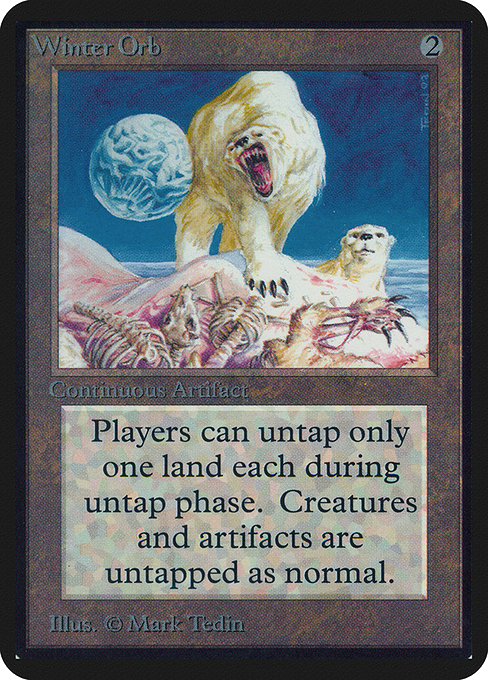 Winter Orb 2
Continuous Artifact
Players can untap only
one land each during
untap phase. Creatures
and artifacts are
untapped as normal.
Illus. © Mark Tedin